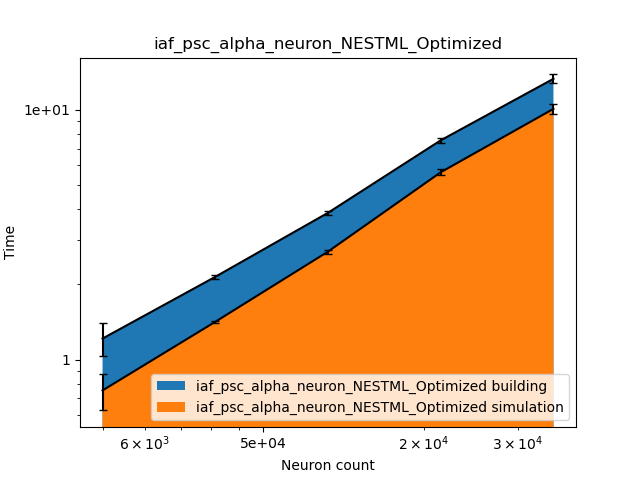 iaf_psc_alpha_neuron_NESTML_Optimized
1e+01
Time
1
iaf_psc_alpha_neuron_NESTML_Optimized building
iaf_psc_alpha_neuron_NESTML_Optimized simulation
6 × 10³ 5e+04 2 × 10⁴ 3 × 10⁴
Neuron count